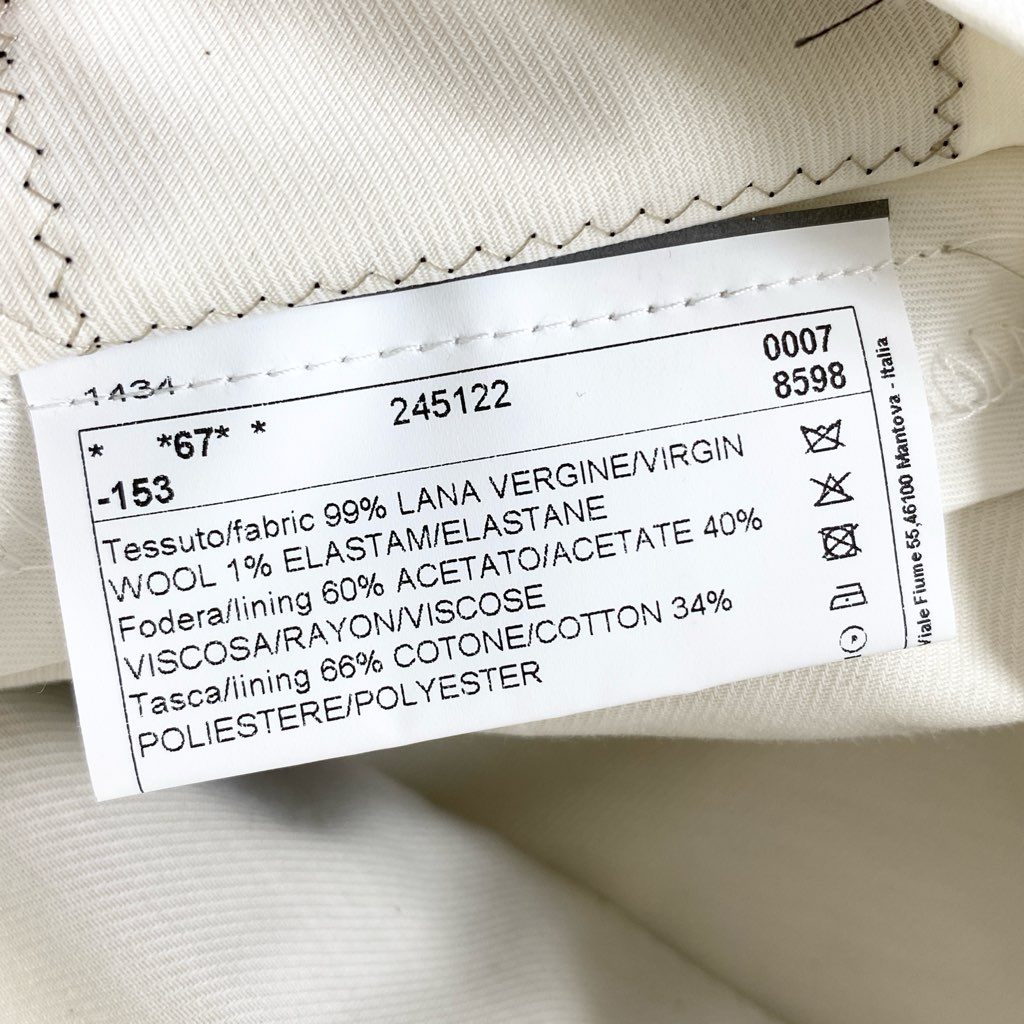 1434
* *67* * 245122 0007
-153 8598
Tessuto/fabric 99% LANA VERGINE/VIRGIN
WOOL 1% ELASTAM/ELASTANE
Fodera/lining 60% ACETATO/ACETATE 40%
VISCOSA/RAYON/VISCOSE
Tasca/lining 66% COTONE/COTTON 34%
POLIESTERE/POLYESTER
P
Viale Fiume 55,46100 Mantova - Italia